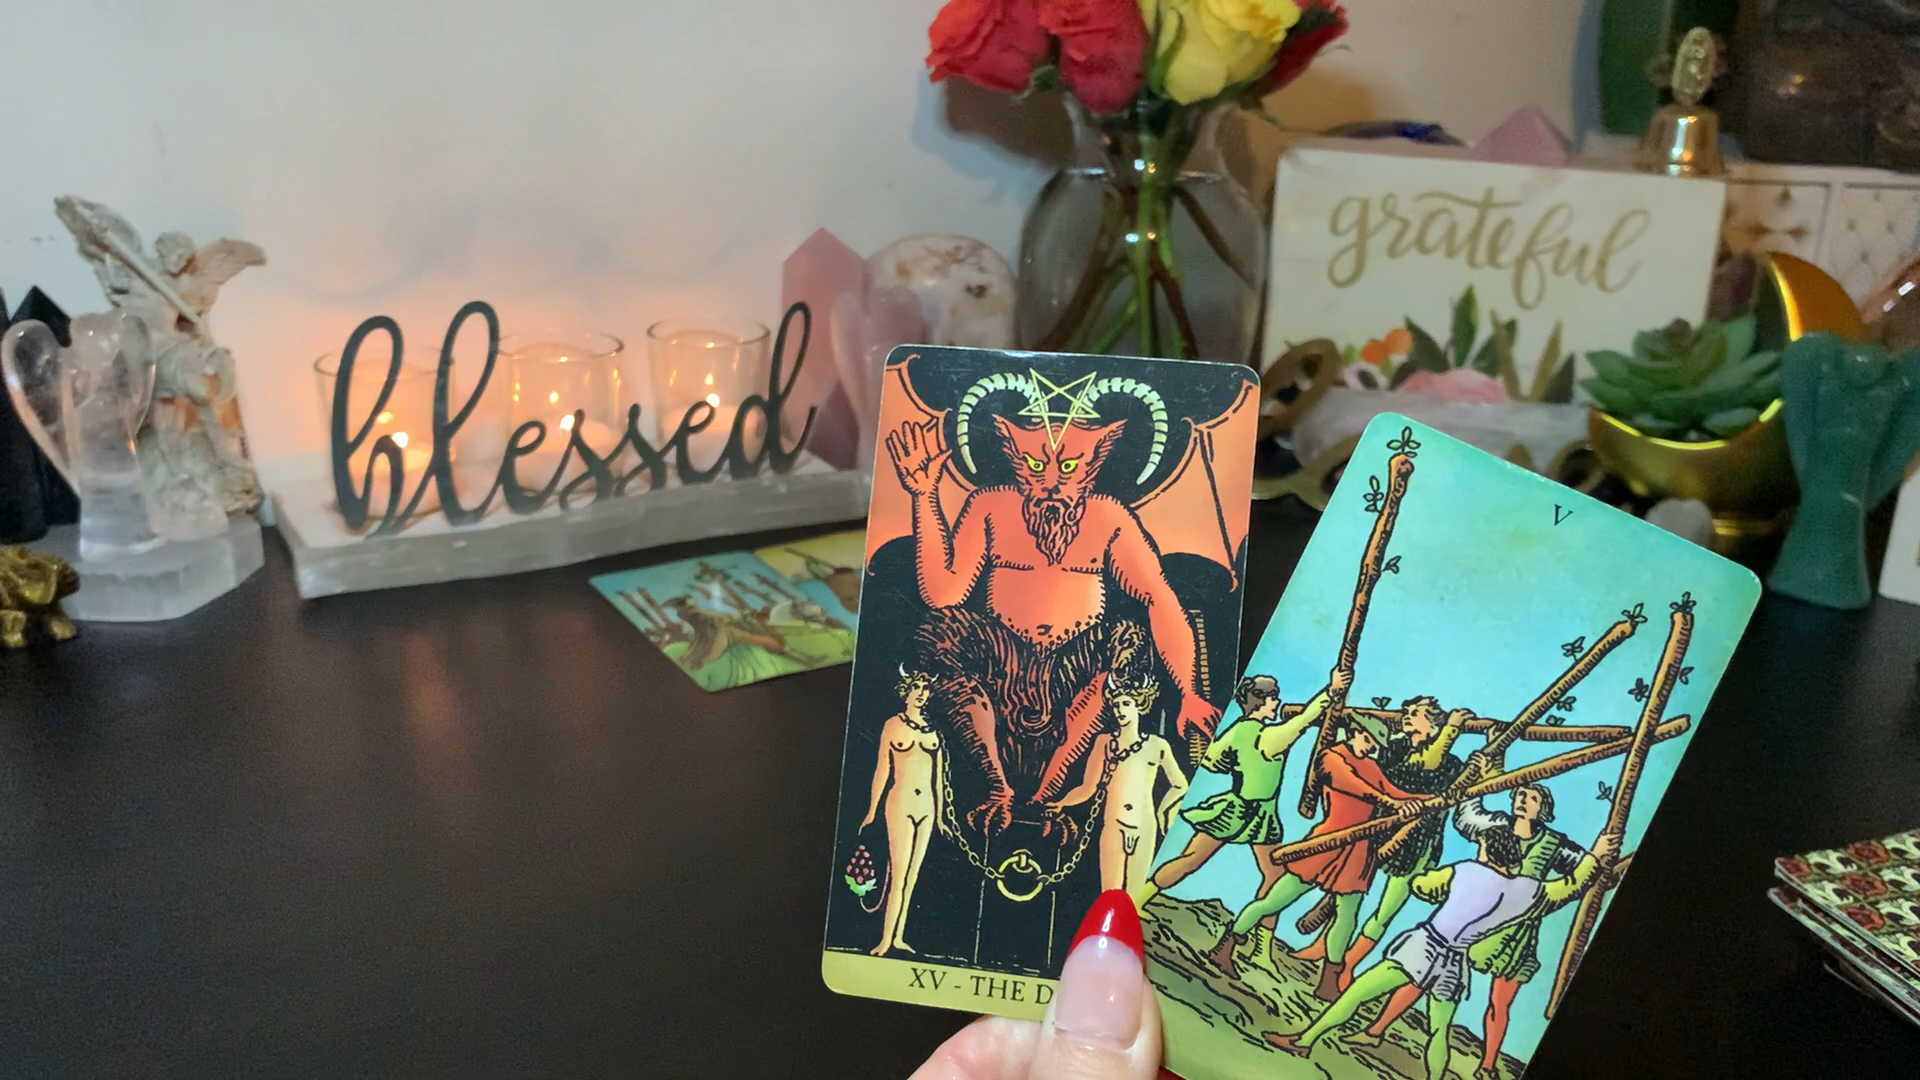 blessed
grateful
V
XV - THE D